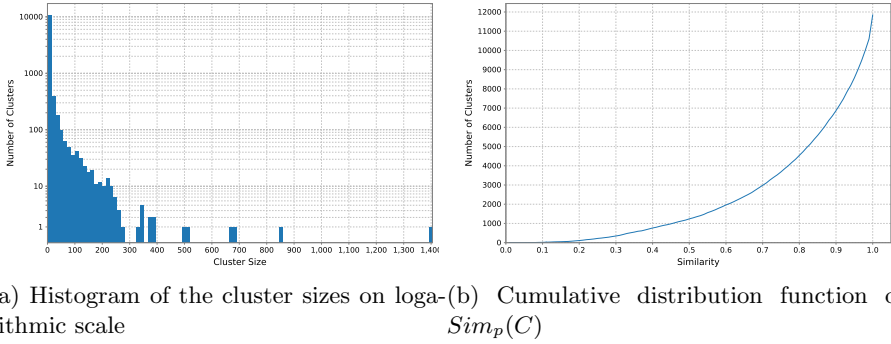 10000
1000
100
10
1
Number of Clusters
0 100 200 300 400 500 600 700 800 900 1,000 1,100 1,200 1,300 1,400
Cluster Size
12000
11000
10000
9000
8000
7000
6000
5000
4000
3000
2000
1000
0
Number of Clusters
0.0 0.1 0.2 0.3 0.4 0.5 0.6 0.7 0.8 0.9 1.0
Similarity
a) Histogram of the cluster sizes on loga-
ithmic scale
(b) Cumulative distribution function o
Sim_p(C)